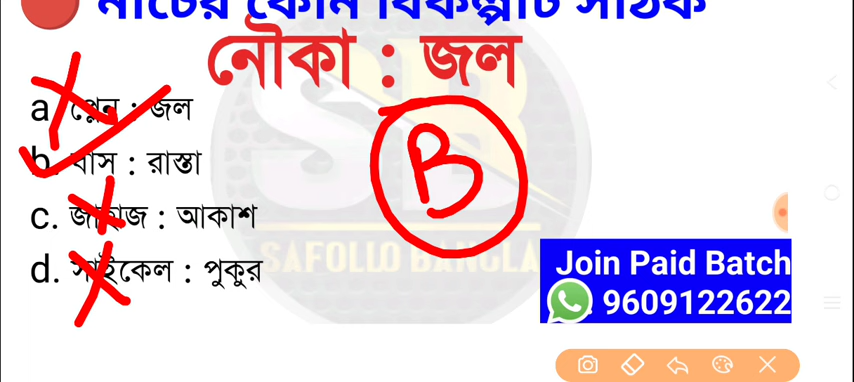 নীচের কোন বিকল্পটি সঠিক
নৌকা : জল
a. প্লেন : জল
b. বাস : রাস্তা
c. জাহাজ : আকাশ
d. সাইকেল : পুকুর
B
SAFOLLO BANGLA
Join Paid Batch
9609122622